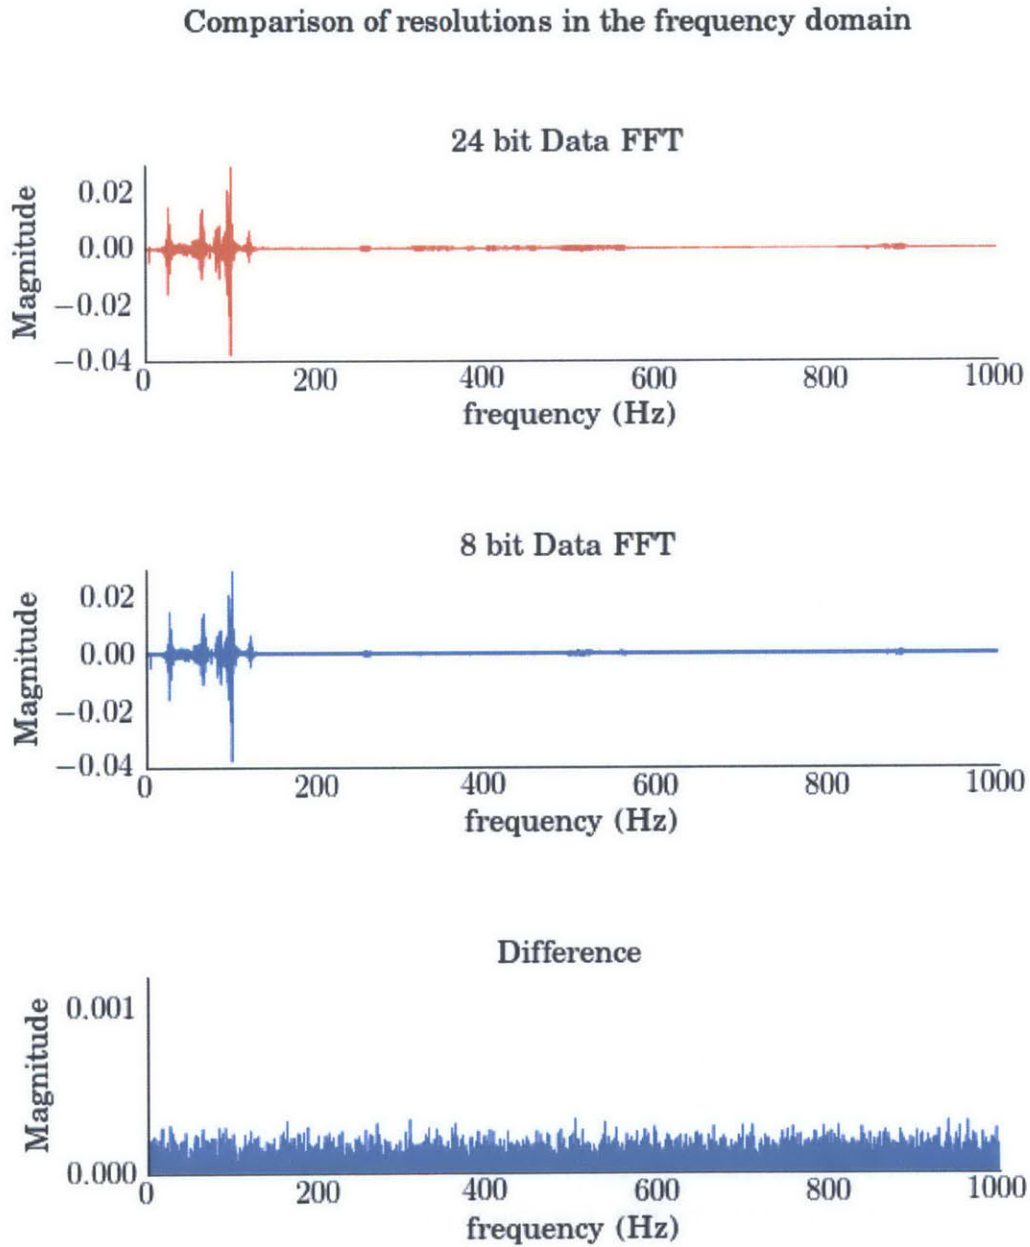 Comparison of resolutions in the frequency domain
24 bit Data FFT
Magnitude
0.02
0.00
−0.02
−0.04
0 200 400 600 800 1000
frequency (Hz)
8 bit Data FFT
Magnitude
0.02
0.00
−0.02
−0.04
0 200 400 600 800 1000
frequency (Hz)
Difference
Magnitude
0.001
0.000
0 200 400 600 800 1000
frequency (Hz)